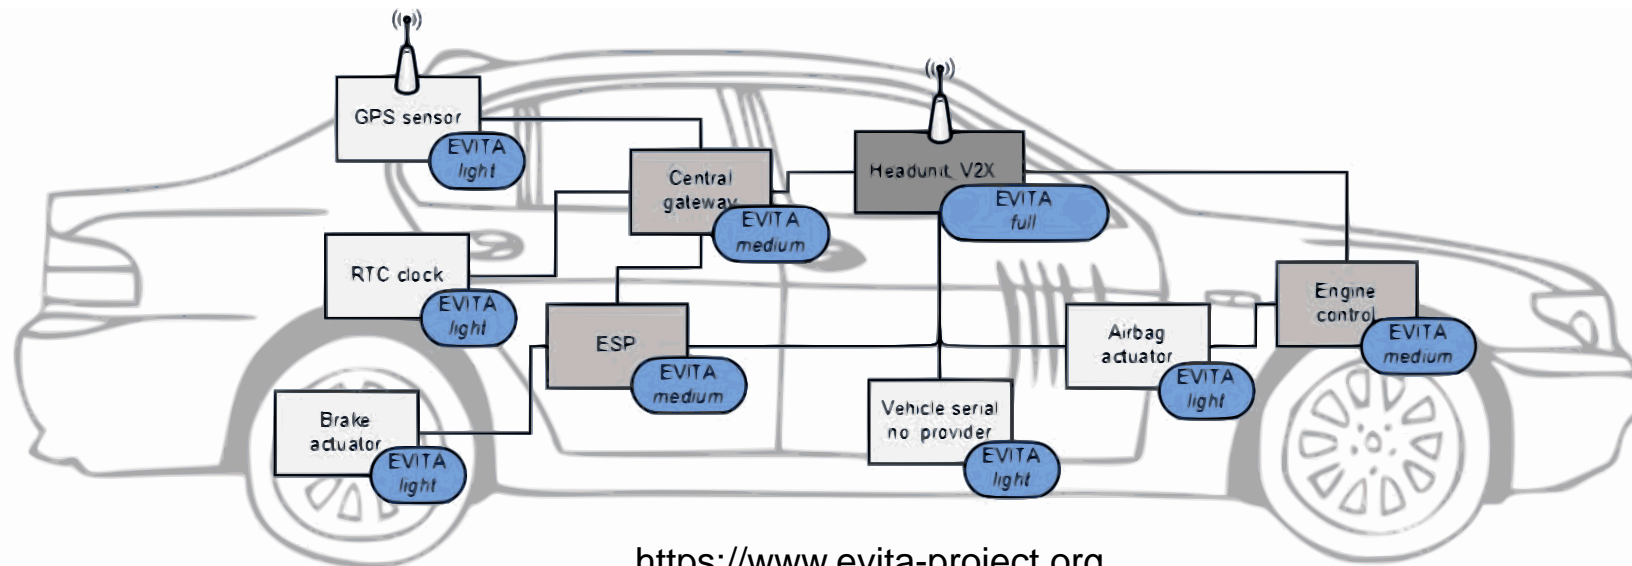 GPS sensor
EVITA
light
Central
gateway
EVITA
medium
Headunit V2X
EVITA
full
RTC clock
EVITA
light
ESP
EVITA
medium
Engine
control
EVITA
medium
Airbag
actuator
EVITA
light
Brake
actuator
EVITA
light
Vehicle serial
no provider
EVITA
light
https://www.evita-project.org